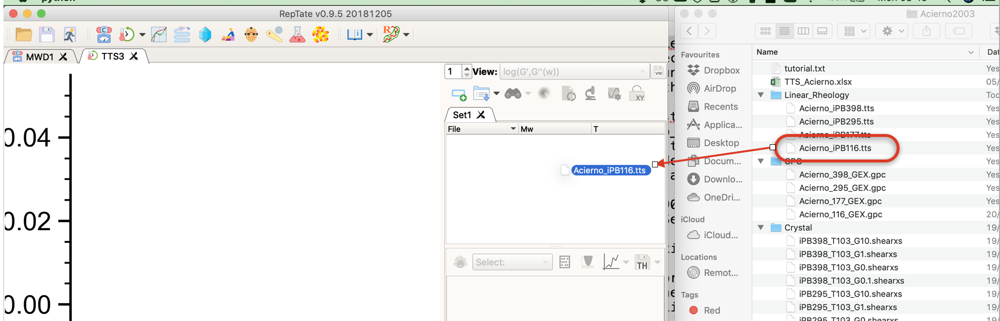 python
RepTate v0.9.5 20181205
MWD1
TTS3
1 View: log(G',G''(w))
VW
XY
Set1
File Mw T
Acierno_iPB116.tts
Select:
TH
0.04
0.02
0.00
Acierno2003
Favourites
Dropbox
AirDrop
Recents
Applica...
Desktop
Docum...
Downlo...
OneDri...
iCloud
iCloud...
Locations
Remot...
Tags
Red
Name
tutorial.txt Yes
TTS_Acierno.xlsx 05/
Linear_Rheology
Acierno_iPB398.tts Yes
Acierno_iPB295.tts Yes
Acierno_iPB177.tts Yes
Acierno_iPB116.tts Yes
GPC Yes
Acierno_398_GEX.gpc Yes
Acierno_295_GEX.gpc Yes
Acierno_177_GEX.gpc Yes
Acierno_116_GEX.gpc 20/
Crystal 19/
iPB398_T103_G10.shearxs 19/
iPB398_T103_G1.shearxs 19/
iPB398_T103_G0.shearxs 19/
iPB398_T103_G0.1.shearxs 19/
iPB295_T103_G10.shearxs 19/
iPB295_T103_G1.shearxs 19/
iPB295_T103_G0.shearxs 19/